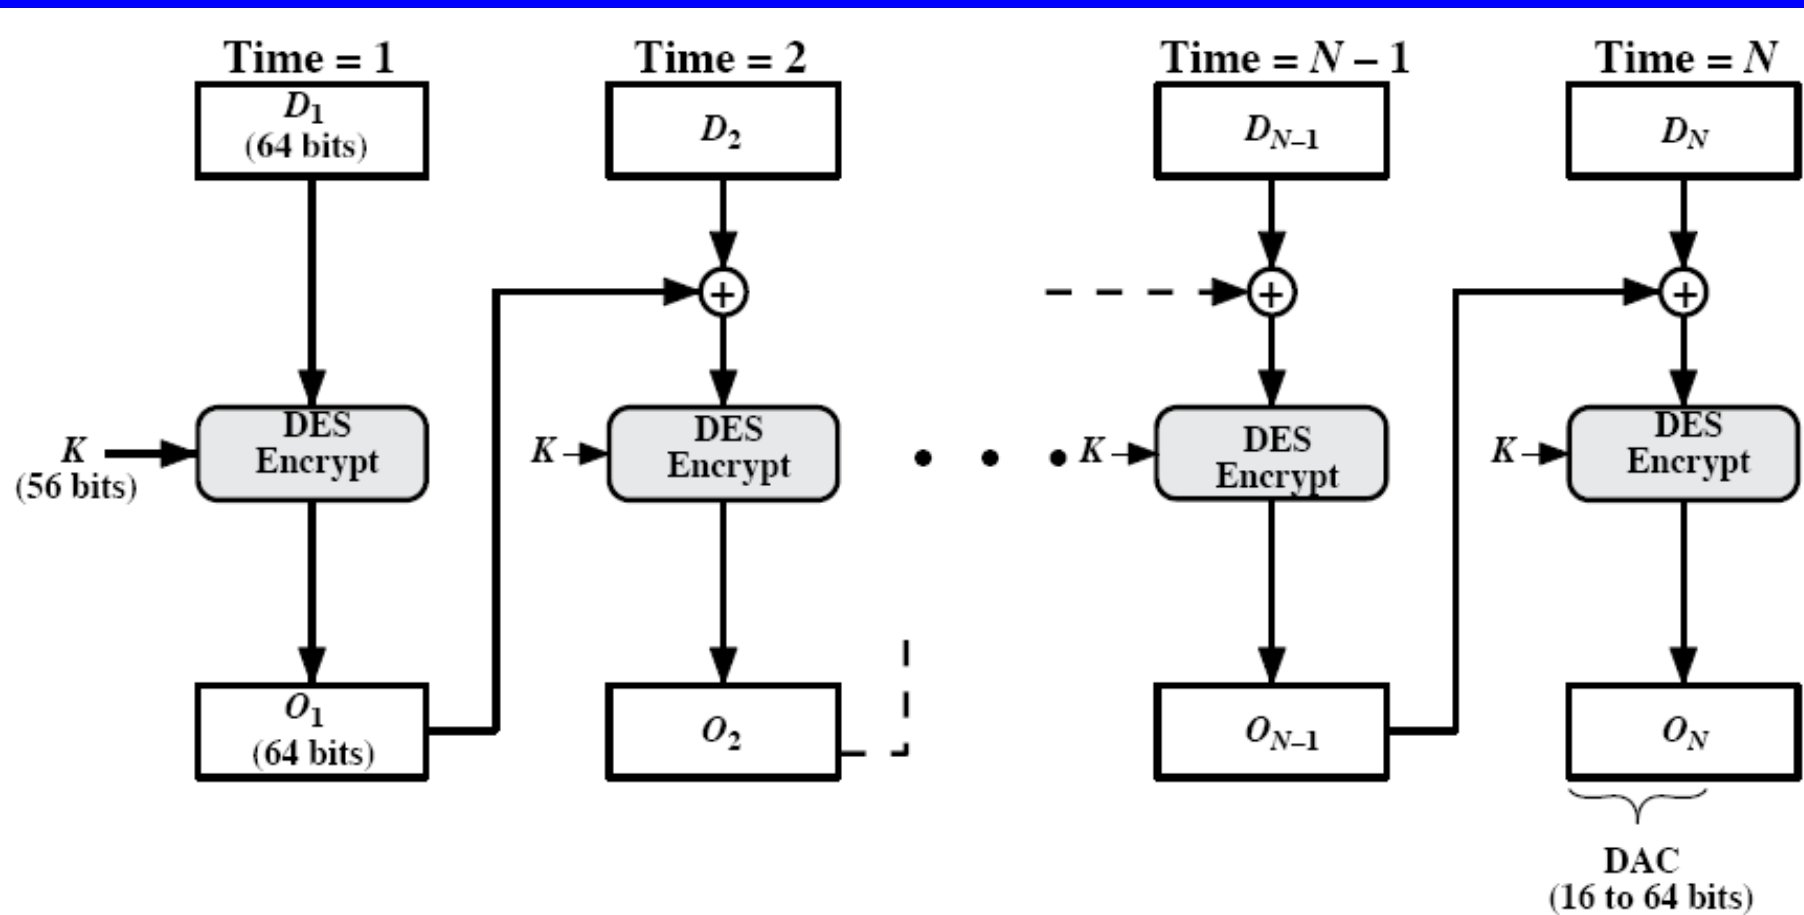 Time = 1
Time = 2
Time = N – 1
Time = N
D1
(64 bits)
D2
DN–1
DN
+
+
+
K
(56 bits)
DES
Encrypt
K
DES
Encrypt
• • •
K
DES
Encrypt
K
DES
Encrypt
O1
(64 bits)
O2
ON–1
ON
DAC
(16 to 64 bits)